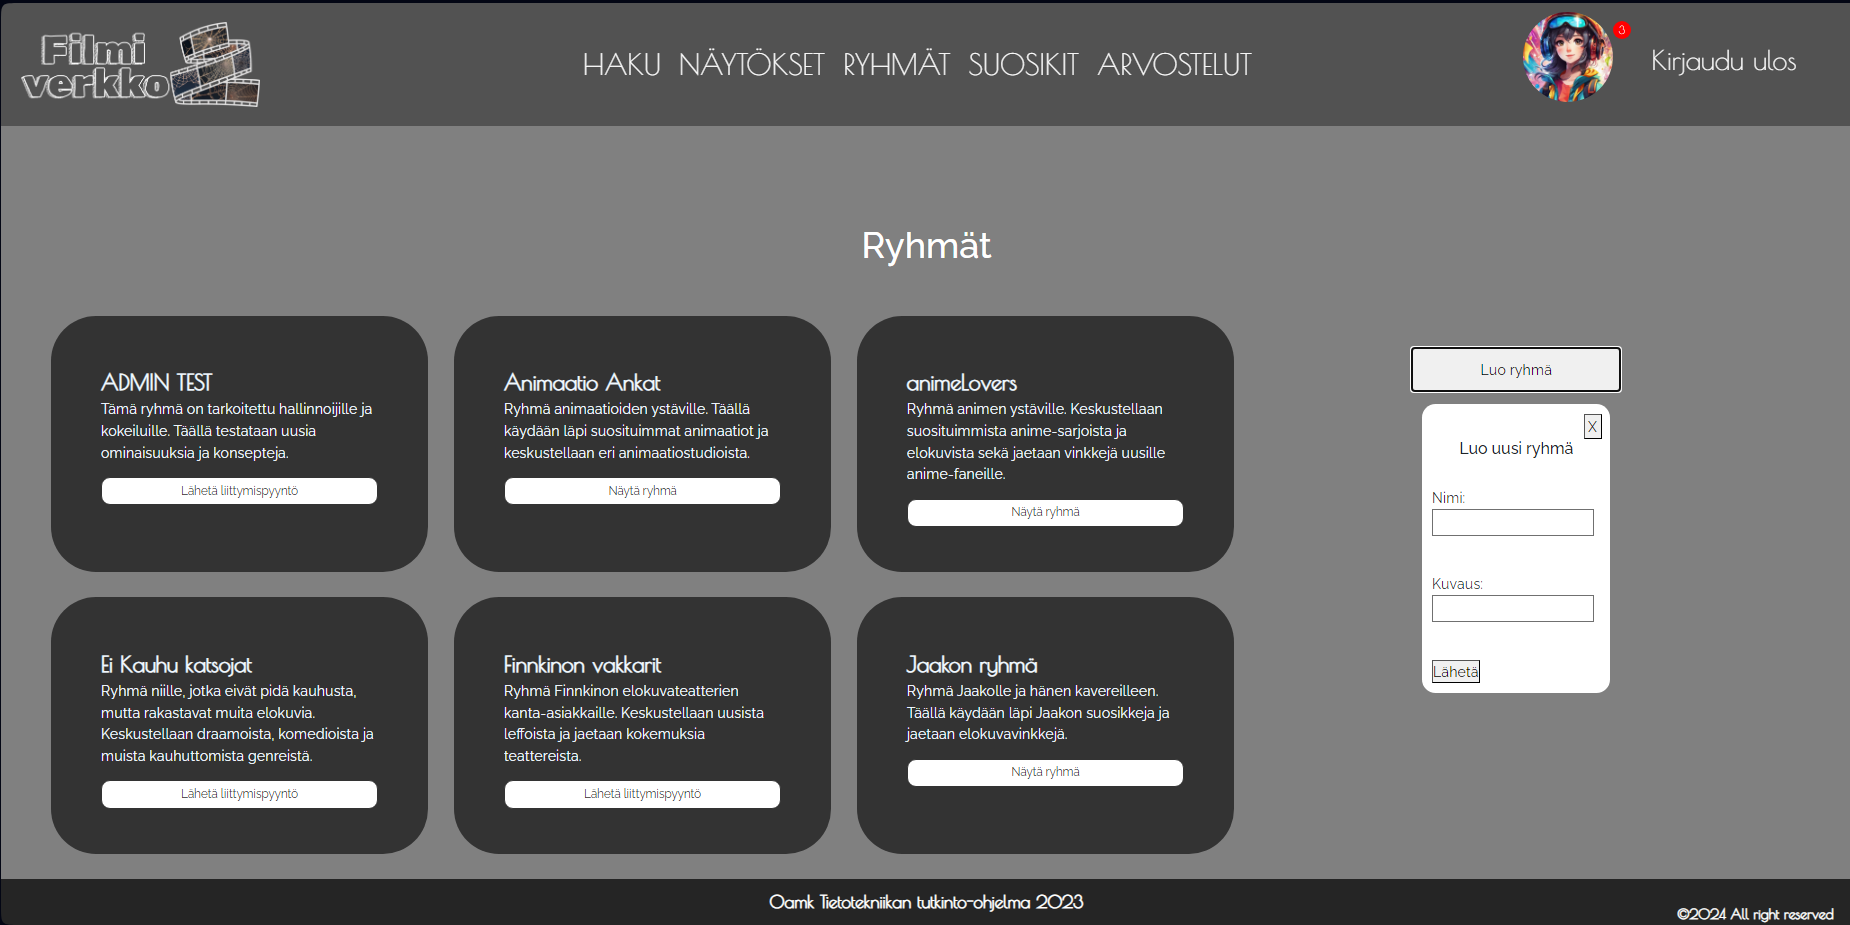 Filmi
verkko
HAKU NÄYTÖKSET RYHMÄT SUOSIKIT ARVOSTELUT
3
Kirjaudu ulos
Ryhmät
ADMIN TEST
Tämä ryhmä on tarkoitettu hallinnoijille ja
kokeiluille. Täällä testataan uusia
ominaisuuksia ja konsepteja.
Lähetä liittymispyyntö
Animaatio Ankat
Ryhmä animaatioiden ystäville. Täällä
käydään läpi suosituimmat animaatiot ja
keskustellaan eri animaatiostudioista.
Näytä ryhmä
animeLovers
Ryhmä animen ystäville. Keskustellaan
suosituimmista anime-sarjoista ja
elokuvista sekä jaetaan vinkkejä uusille
anime-faneille.
Näytä ryhmä
Ei Kauhu katsojat
Ryhmä niille, jotka eivät pidä kauhusta,
mutta rakastavat muita elokuvia.
Keskustellaan draamoista, komedioista ja
muista kauhuttomista genreistä.
Lähetä liittymispyyntö
Finnkinon vakkarit
Ryhmä Finnkinon elokuvateatterien
kanta-asiakkaille. Keskustellaan uusista
leffoista ja jaetaan kokemuksia
teattereista.
Lähetä liittymispyyntö
Jaakon ryhmä
Ryhmä Jaakolle ja hänen kavereilleen.
Täällä käydään läpi Jaakon suosikkeja ja
jaetaan elokuvavinkkejä.
Näytä ryhmä
Luo ryhmä
X
Luo uusi ryhmä
Nimi:
Kuvaus:
Lähetä
Oamk Tietotekniikan tutkinto-ohjelma 2023
©2024 All right reserved